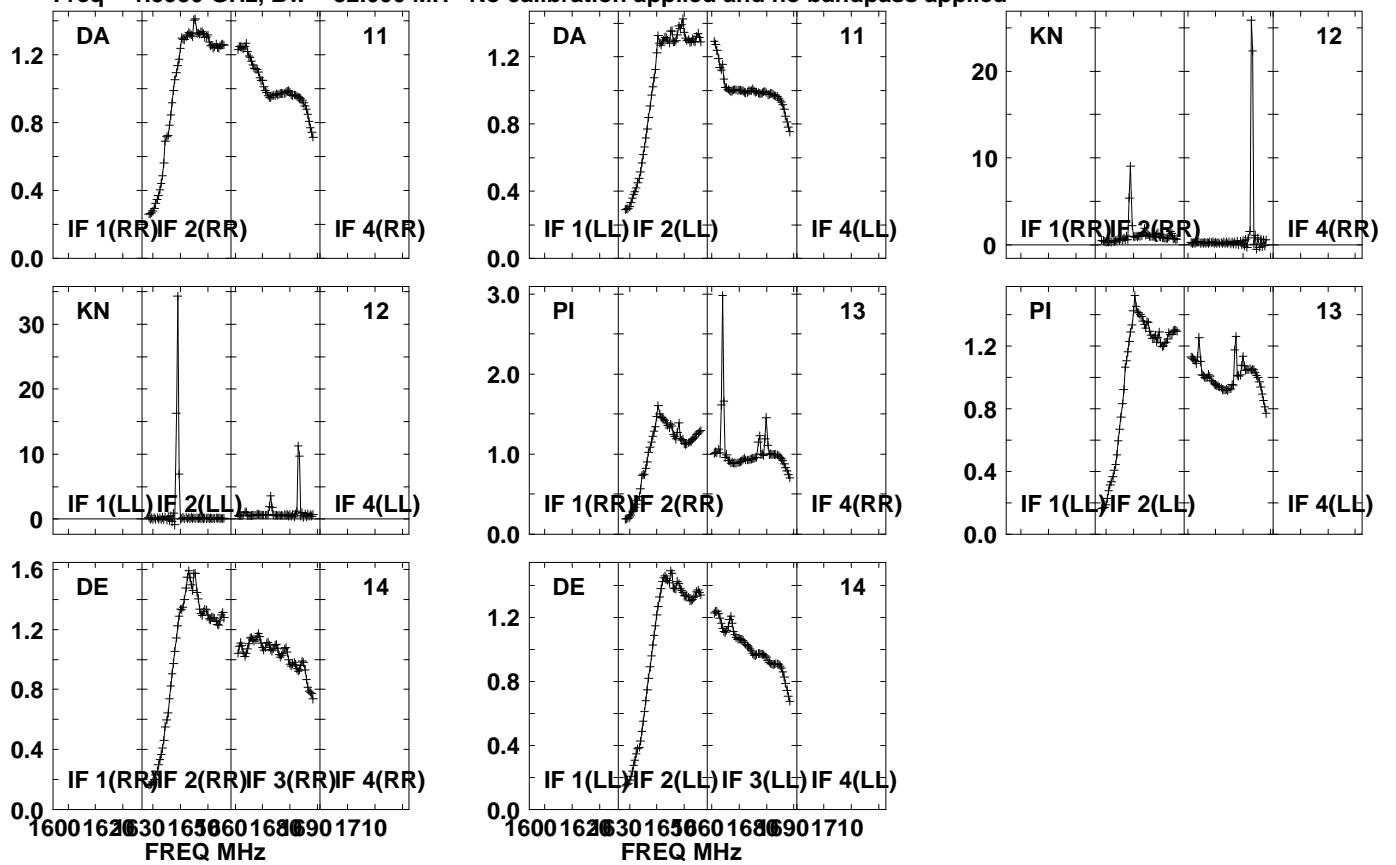 No calibration applied and no bandpass applied
DA 11
1.2
0.8
0.4
0.0
IF 1(RR) IF 2(RR) IF 4(RR)
DA 11
1.2
0.8
0.4
0.0
IF 1(LL) IF 2(LL) IF 4(LL)
KN 12
20
10
0
IF 1(RR) IF 2(RR) IF 4(RR)
KN 12
30
20
10
0
IF 1(LL) IF 2(LL) IF 4(LL)
PI 13
3.0
2.0
1.0
0.0
IF 1(RR) IF 2(RR) IF 4(RR)
PI 13
1.2
0.8
0.4
0.0
IF 1(LL) IF 2(LL) IF 4(LL)
DE 14
1.6
1.2
0.8
0.4
0.0
IF 1(RR) IF 2(RR) IF 3(RR) IF 4(RR)
1600 1710
FREQ MHz
DE 14
1.2
0.8
0.4
0.0
IF 1(LL) IF 2(LL) IF 3(LL) IF 4(LL)
1600 1710
FREQ MHz